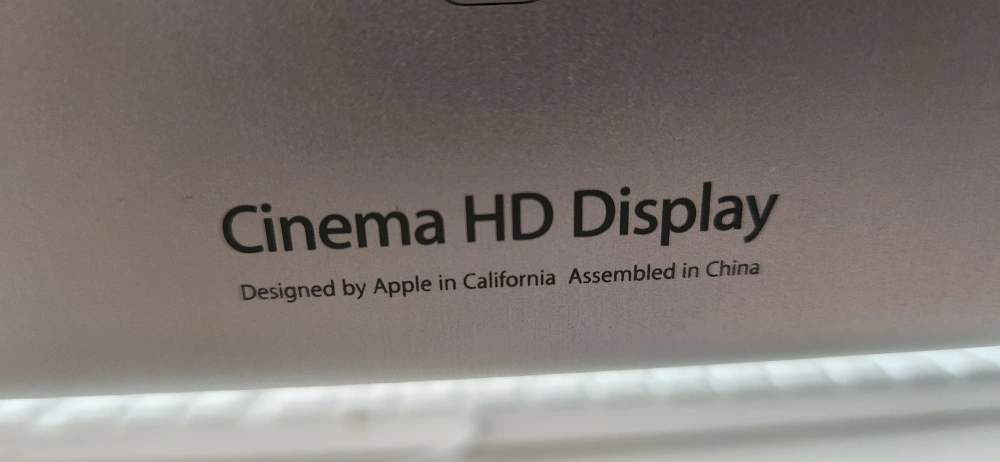 Cinema HD Display
Designed by Apple in California Assembled in China